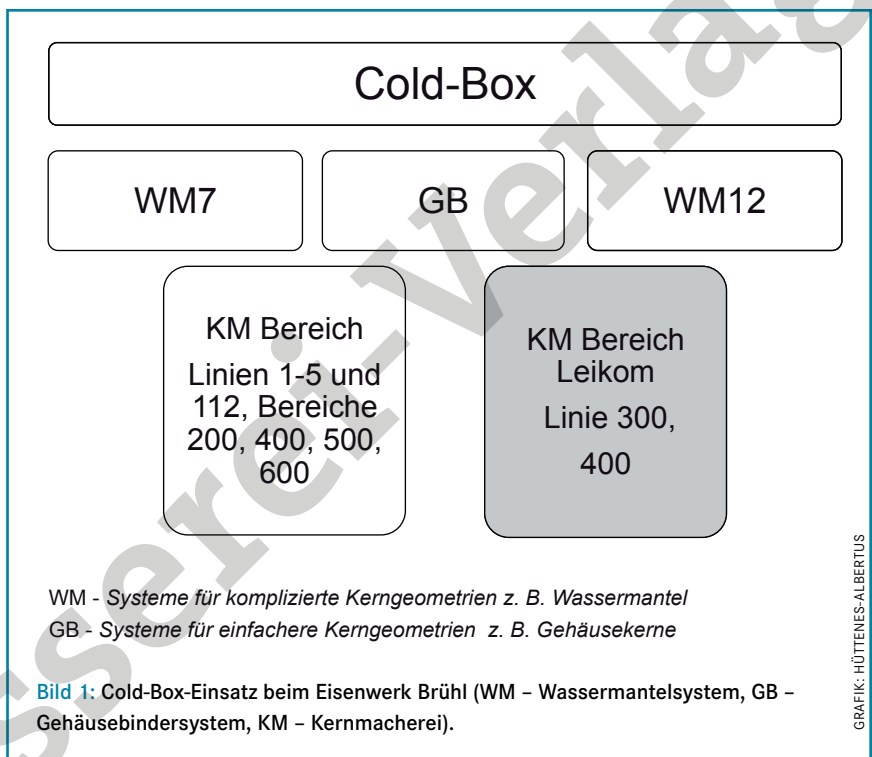 Cold-Box
WM7
GB
WM12
KM Bereich
Linien 1-5 und
112, Bereiche
200, 400, 500,
600
KM Bereich
Leikom
Linie 300,
400
WM - Systeme für komplizierte Kerngeometrien z. B. Wassermantel
GB - Systeme für einfachere Kerngeometrien z. B. Gehäusekerne
Bild 1: Cold-Box-Einsatz beim Eisenwerk Brühl (WM – Wassermantelsystem, GB –
Gehäusebindersystem, KM – Kernmacherei).
GRAFIK: HÜTTENES-ALBERTUS
sserei-Verlag